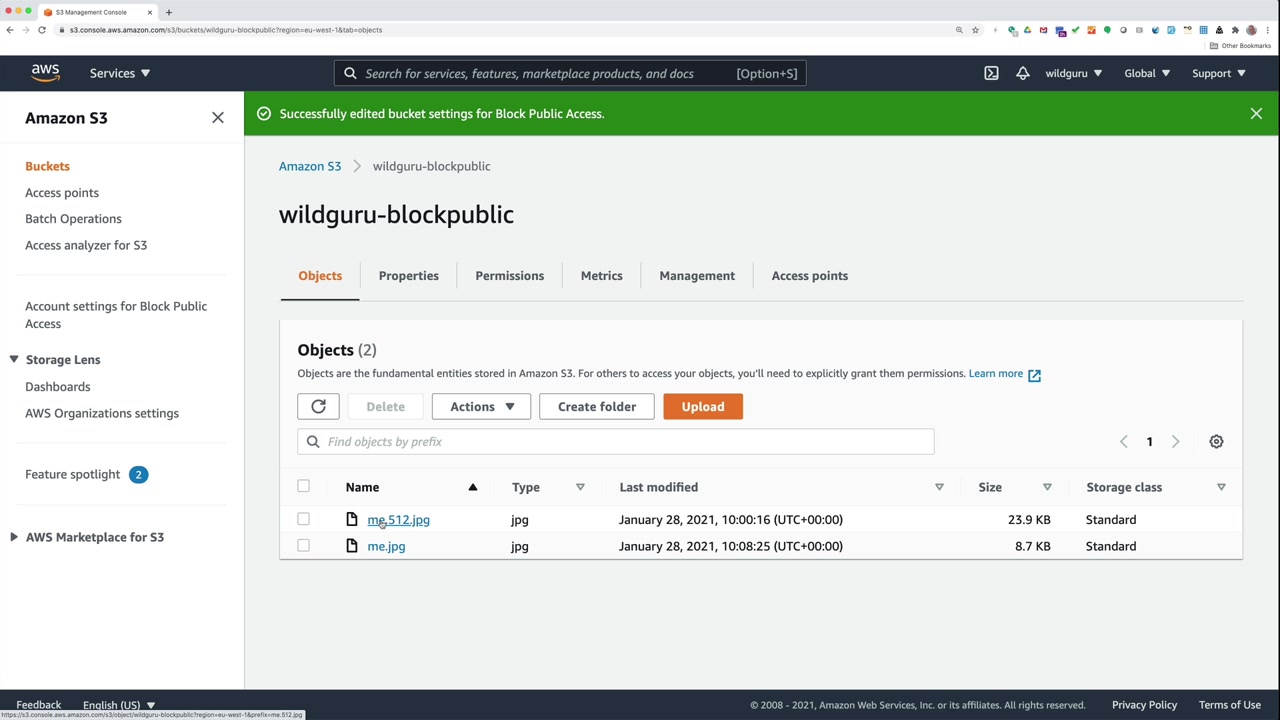 S3 Management Console
s3.console.aws.amazon.com/s3/buckets/wildguru-blockpublic?region=eu-west-1&tab=objects
Other Bookmarks
aws
Services
Search for services, features, marketplace products, and docs [Option+S]
wildguru
Global
Support
Amazon S3
Buckets
Access points
Batch Operations
Access analyzer for S3
Account settings for Block Public
Access
Storage Lens
Dashboards
AWS Organizations settings
Feature spotlight 2
AWS Marketplace for S3
Successfully edited bucket settings for Block Public Access.
Amazon S3 wildguru-blockpublic
wildguru-blockpublic
Objects Properties Permissions Metrics Management Access points
Objects (2)
Objects are the fundamental entities stored in Amazon S3. For others to access your objects, you'll need to explicitly grant them permissions. Learn more
Delete Actions Create folder Upload
Find objects by prefix
1
Name Type Last modified Size Storage class
me.512.jpg jpg January 28, 2021, 10:00:16 (UTC+00:00) 23.9 KB Standard
me.jpg jpg January 28, 2021, 10:08:25 (UTC+00:00) 8.7 KB Standard
Feedback English (US) © 2008 - 2021, Amazon Web Services, Inc. or its affiliates. All rights reserved. Privacy Policy Terms of Use
https://s3.console.aws.amazon.com/s3/object/wildguru-blockpublic?region=eu-west-1&prefix=me.512.jpg